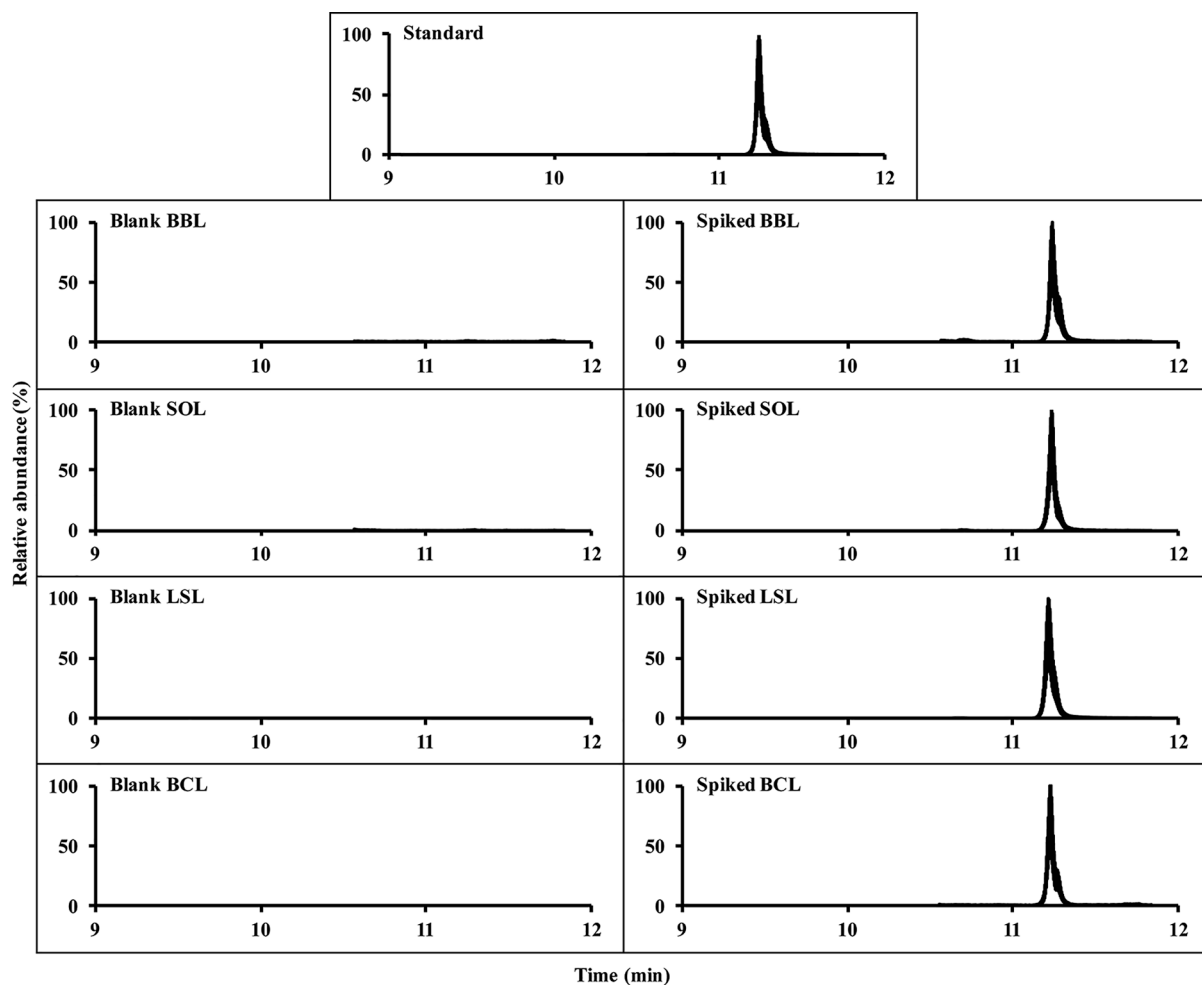 Standard
100
50
0
9 10 11 12
Blank BBL
100
50
0
9 10 11 12
Spiked BBL
100
50
0
9 10 11 12
Blank SOL
100
50
0
9 10 11 12
Spiked SOL
100
50
0
9 10 11 12
Blank LSL
100
50
0
9 10 11 12
Spiked LSL
100
50
0
9 10 11 12
Blank BCL
100
50
0
9 10 11 12
Spiked BCL
100
50
0
9 10 11 12
Relative abundance (%)
Time (min)